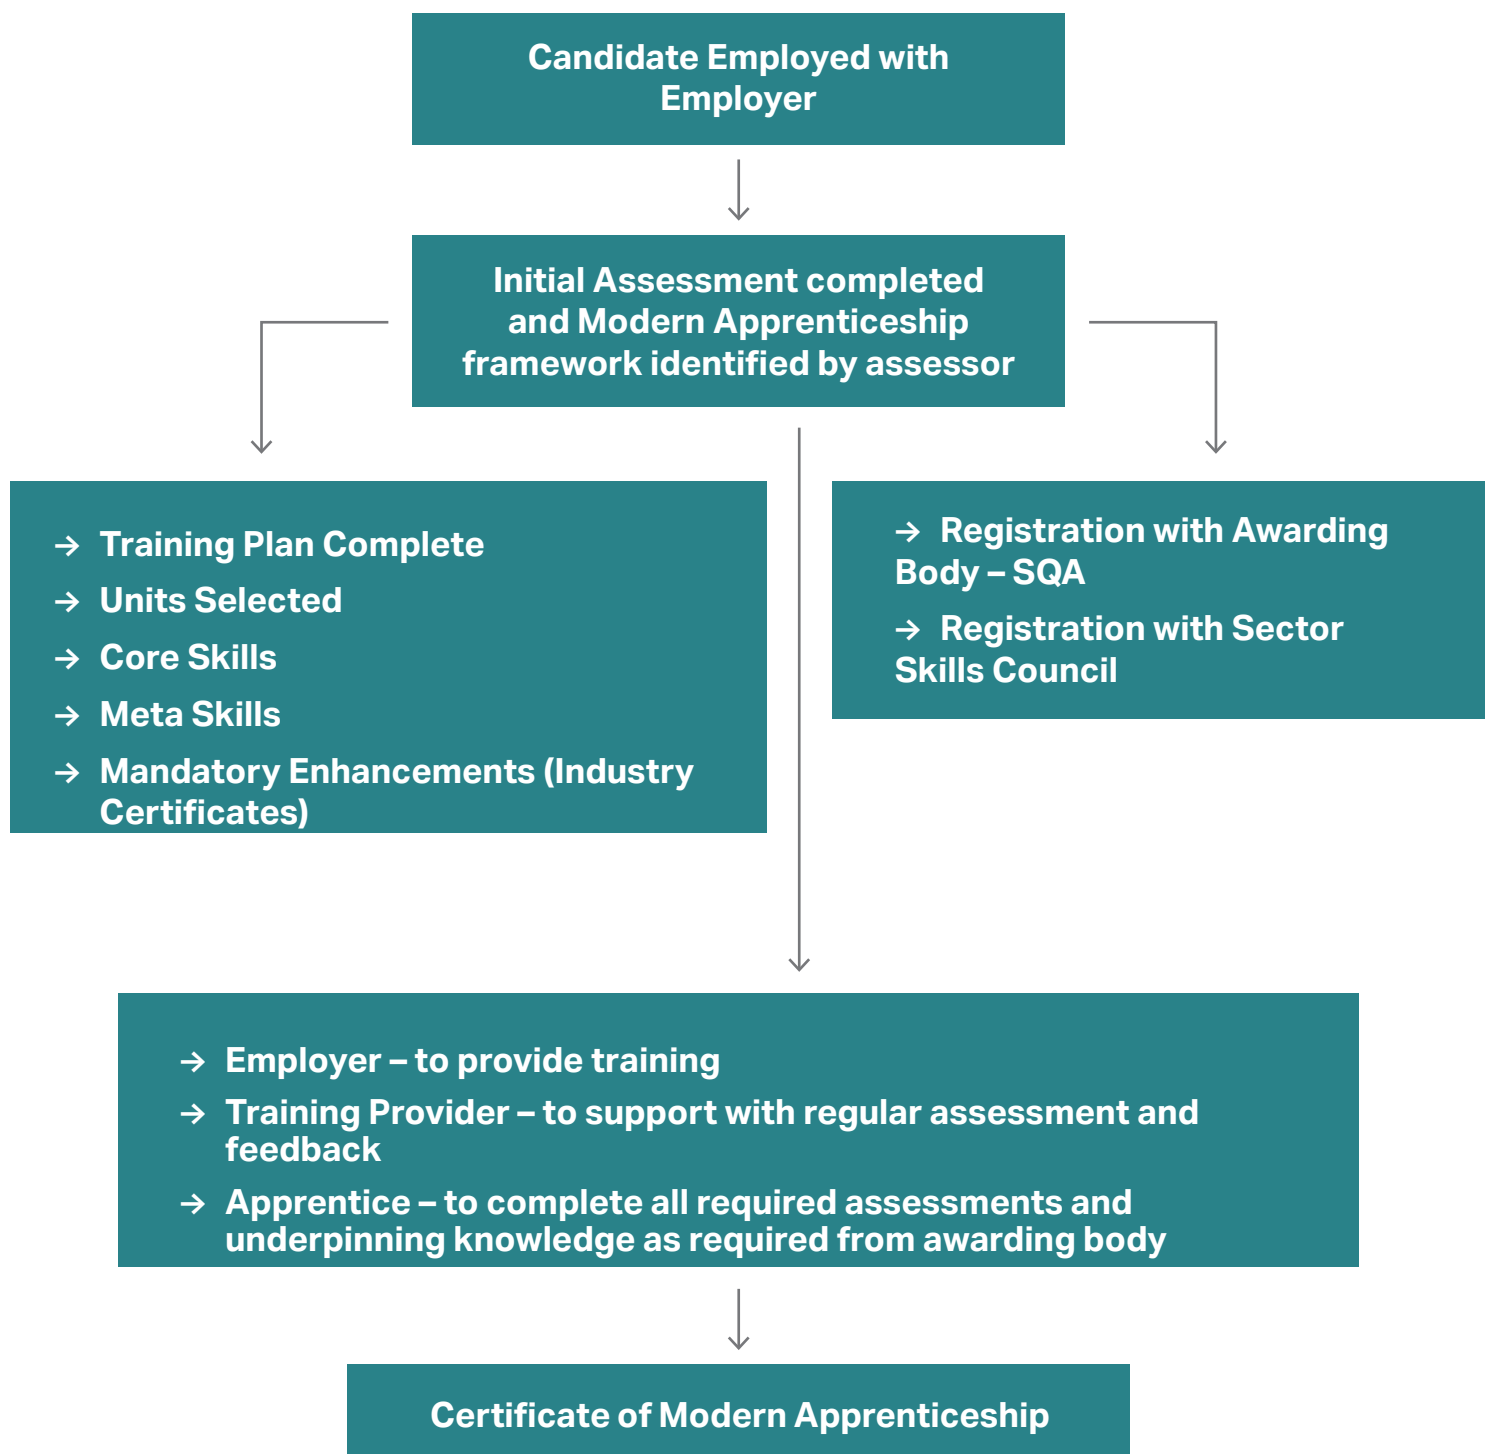 Candidate Employed with
Employer
Initial Assessment completed
and Modern Apprenticeship
framework identified by assessor
→ Training Plan Complete
→ Units Selected
→ Core Skills
→ Meta Skills
→ Mandatory Enhancements (Industry
Certificates)
→ Registration with Awarding
Body – SQA
→ Registration with Sector
Skills Council
→ Employer – to provide training
→ Training Provider – to support with regular assessment and
feedback
→ Apprentice – to complete all required assessments and
underpinning knowledge as required from awarding body
Certificate of Modern Apprenticeship